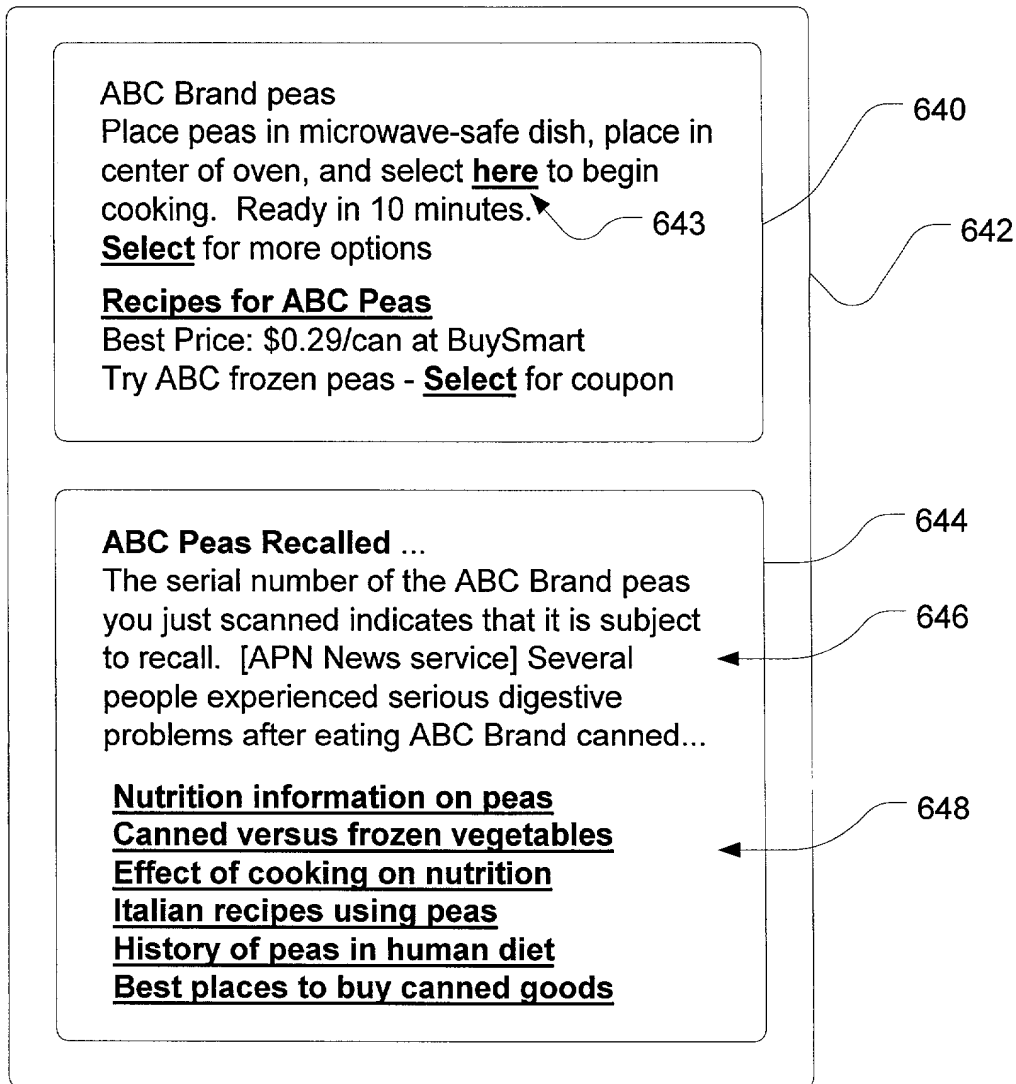 ABC Brand peas
Place peas in microwave-safe dish, place in
center of oven, and select here to begin
cooking.  Ready in 10 minutes.
Select for more options
Recipes for ABC Peas
Best Price: $0.29/can at BuySmart
Try ABC frozen peas - Select for coupon
640
643
642
ABC Peas Recalled ...
The serial number of the ABC Brand peas
you just scanned indicates that it is subject
to recall.  [APN News service] Several
people experienced serious digestive
problems after eating ABC Brand canned...
644
646
Nutrition information on peas
Canned versus frozen vegetables
Effect of cooking on nutrition
Italian recipes using peas
History of peas in human diet
Best places to buy canned goods
648